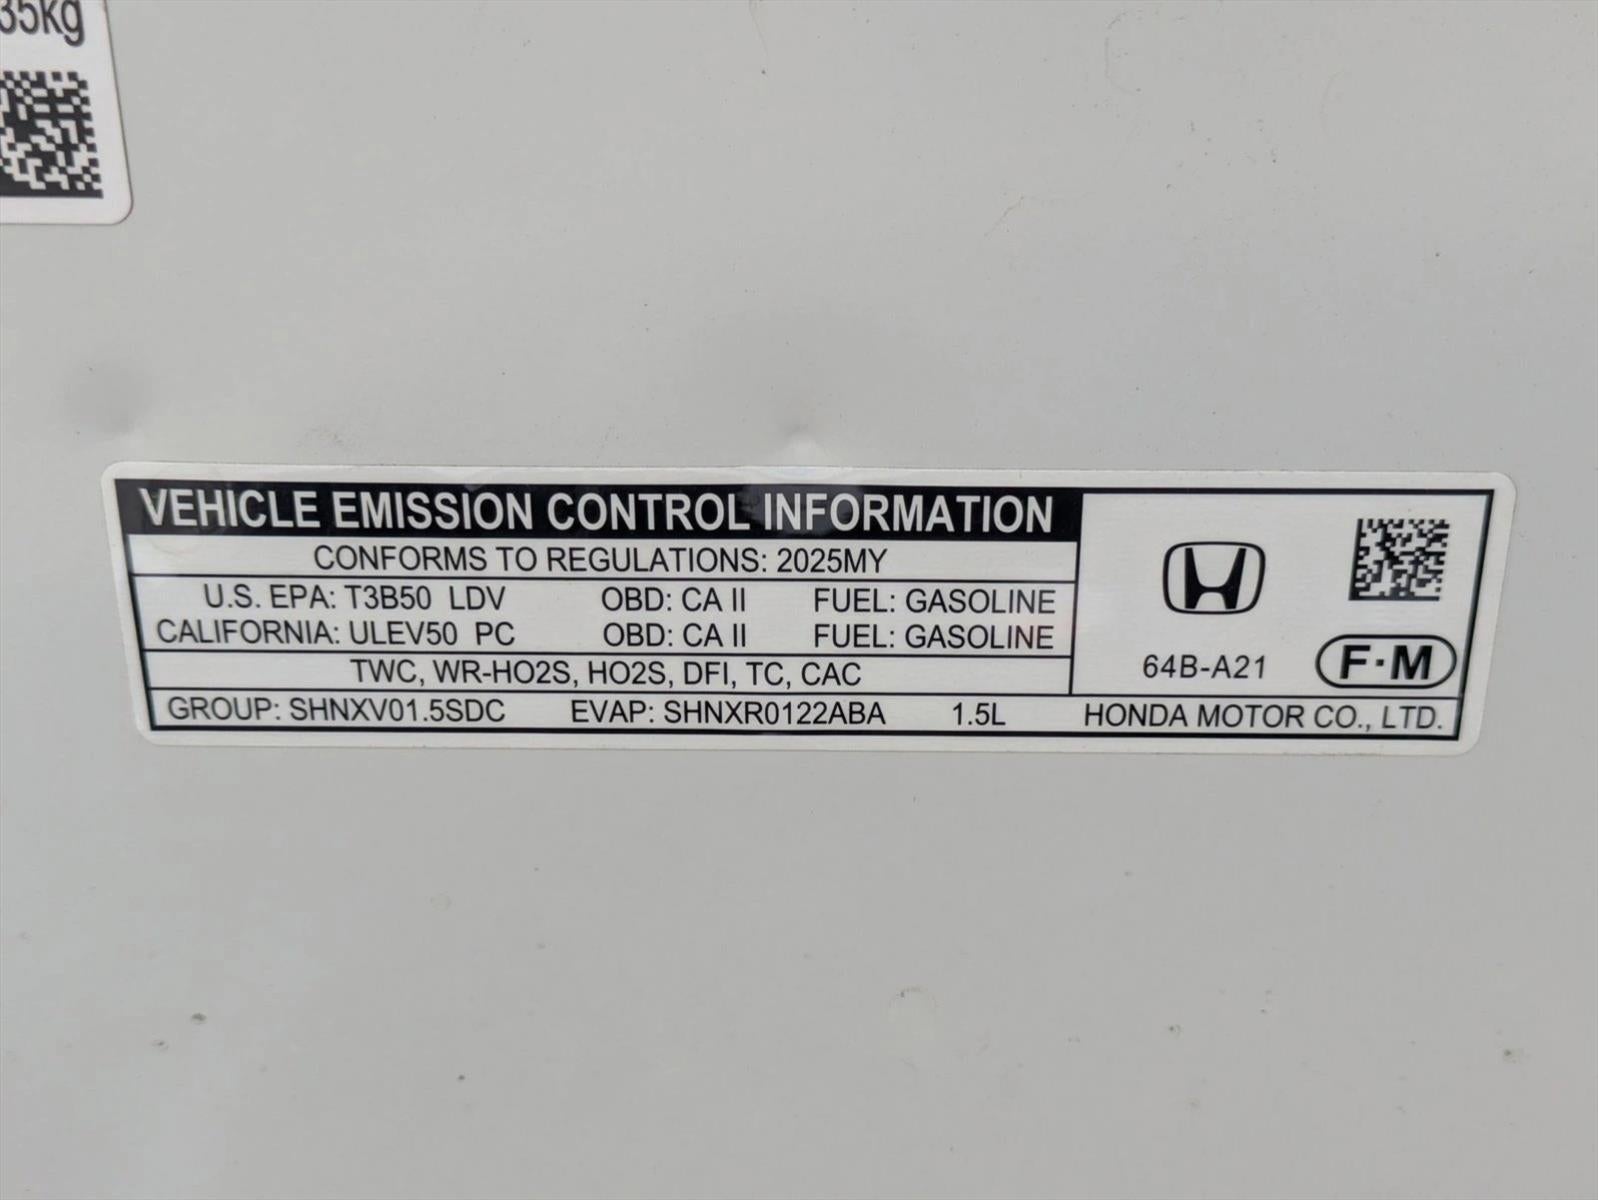 35kg
VEHICLE EMISSION CONTROL INFORMATION
CONFORMS TO REGULATIONS: 2025MY
U.S. EPA: T3B50 LDV OBD: CA II FUEL: GASOLINE
CALIFORNIA: ULEV50 PC OBD: CA II FUEL: GASOLINE
TWC, WR-HO2S, HO2S, DFI, TC, CAC
64B-A21 F·M
GROUP: SHNXV01.5SDC EVAP: SHNXR0122ABA 1.5L HONDA MOTOR CO., LTD.